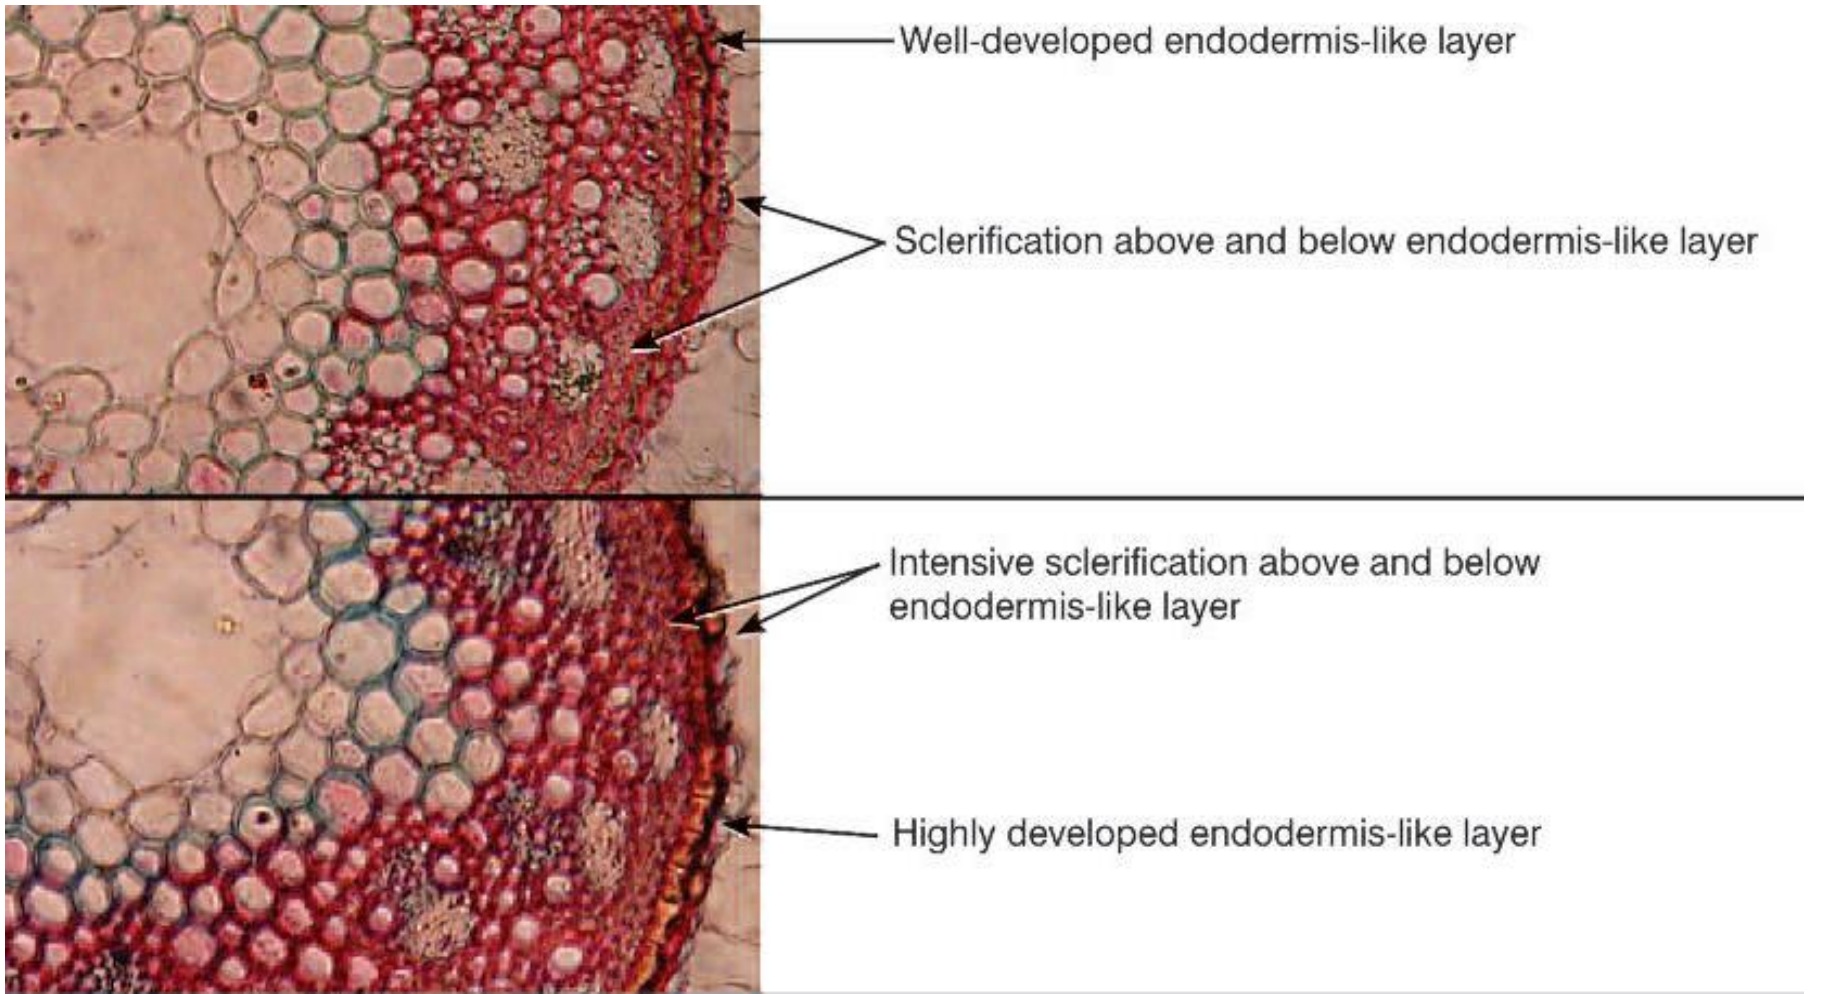 Well-developed endodermis-like layer
Sclerification above and below endodermis-like layer
Intensive sclerification above and below
endodermis-like layer
Highly developed endodermis-like layer